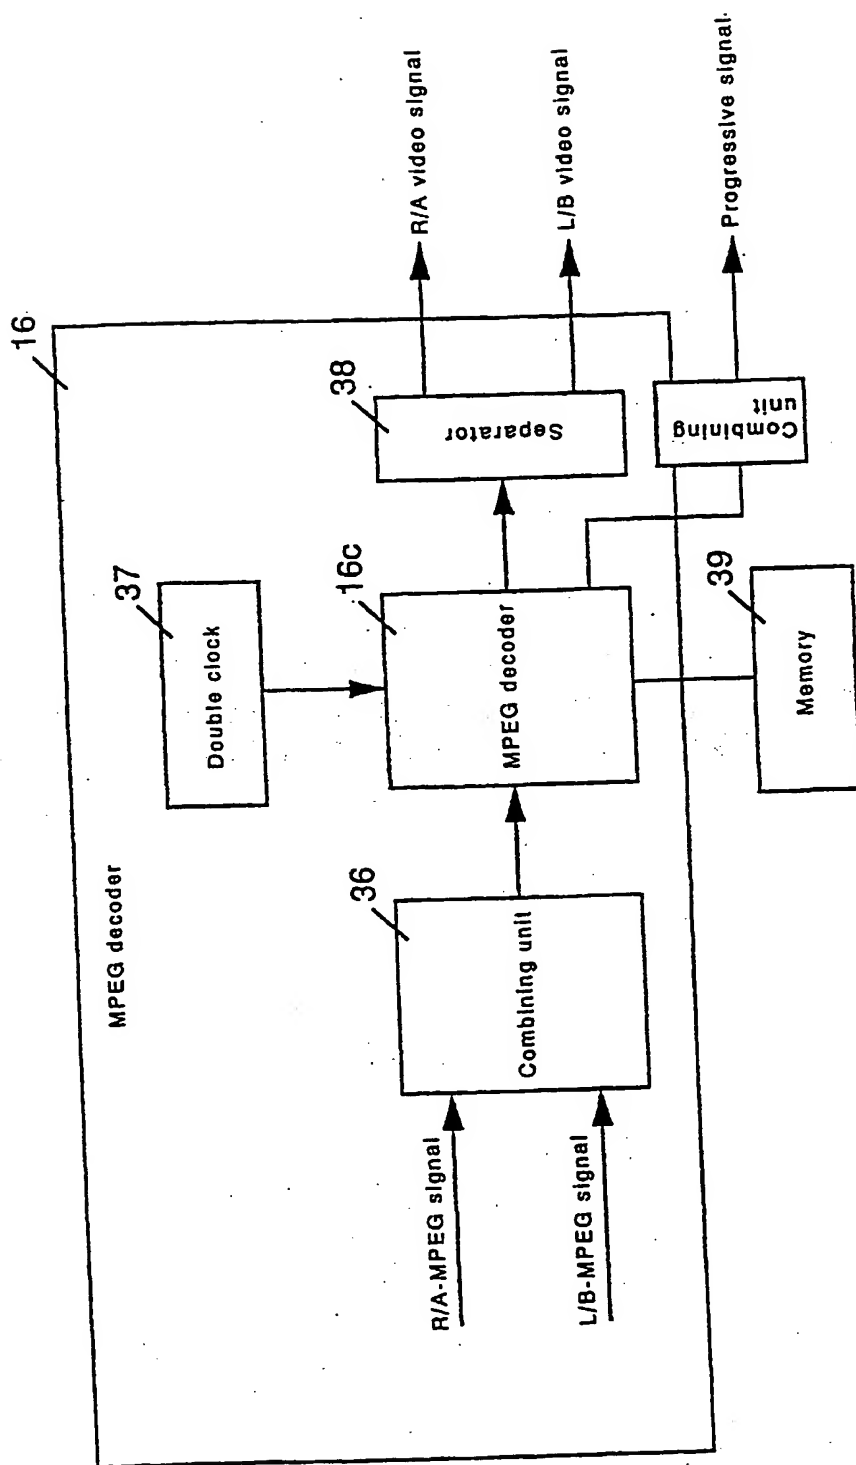 16
MPEG decoder
37
Double clock
R/A-MPEG signal
L/B-MPEG signal
36
Combining unit
16c
MPEG decoder
38
Separator
R/A video signal
L/B video signal
39
Memory
Combining
unit
Progressive signal